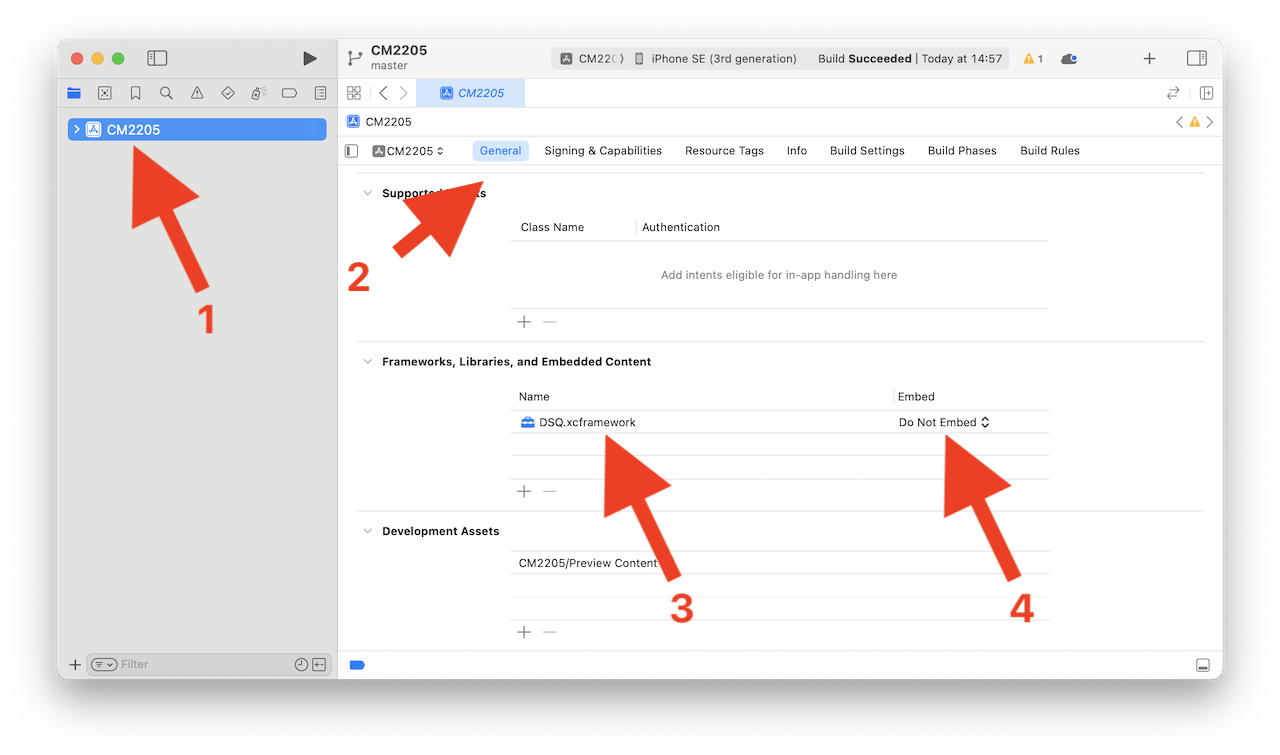 CM2205
master
CM220 iPhone SE (3rd generation) Build Succeeded | Today at 14:57 1
CM2205
CM2205
CM2205
CM2205 General Signing & Capabilities Resource Tags Info Build Settings Build Phases Build Rules
Class Name Authentication
2
Add intents eligible for in-app handling here
1
Frameworks, Libraries, and Embedded Content
Name Embed
DSQ.xcframework Do Not Embed
Development Assets
CM2205/Preview Content
3 4
Filter